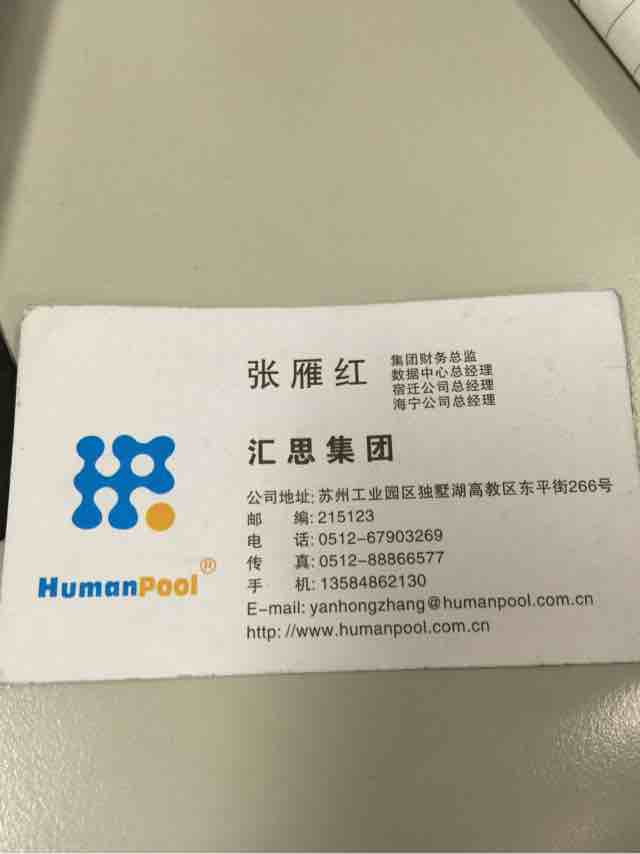 张雁红
集团财务总监
数据中心总经理
宿迁公司总经理
海宁公司总经理
汇思集团
公司地址:苏州工业园区独墅湖高教区东平街266号
邮 编:215123
电 话:0512-67903269
传 真:0512-88866577
手 机:13584862130
E-mail: yanhongzhang@humanpool.com.cn
http://www.humanpool.com.cn
HumanPool®